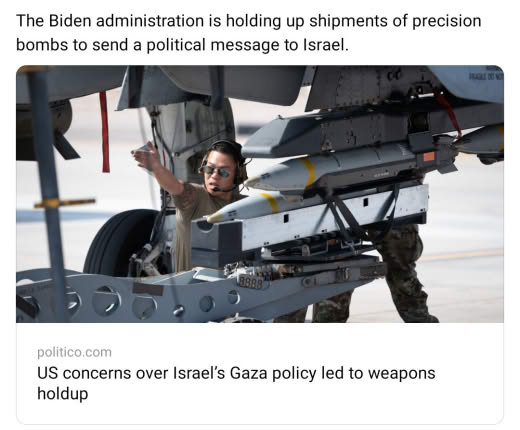 The Biden administration is holding up shipments of precision
bombs to send a political message to Israel.
politico.com
US concerns over Israel's Gaza policy led to weapons
holdup